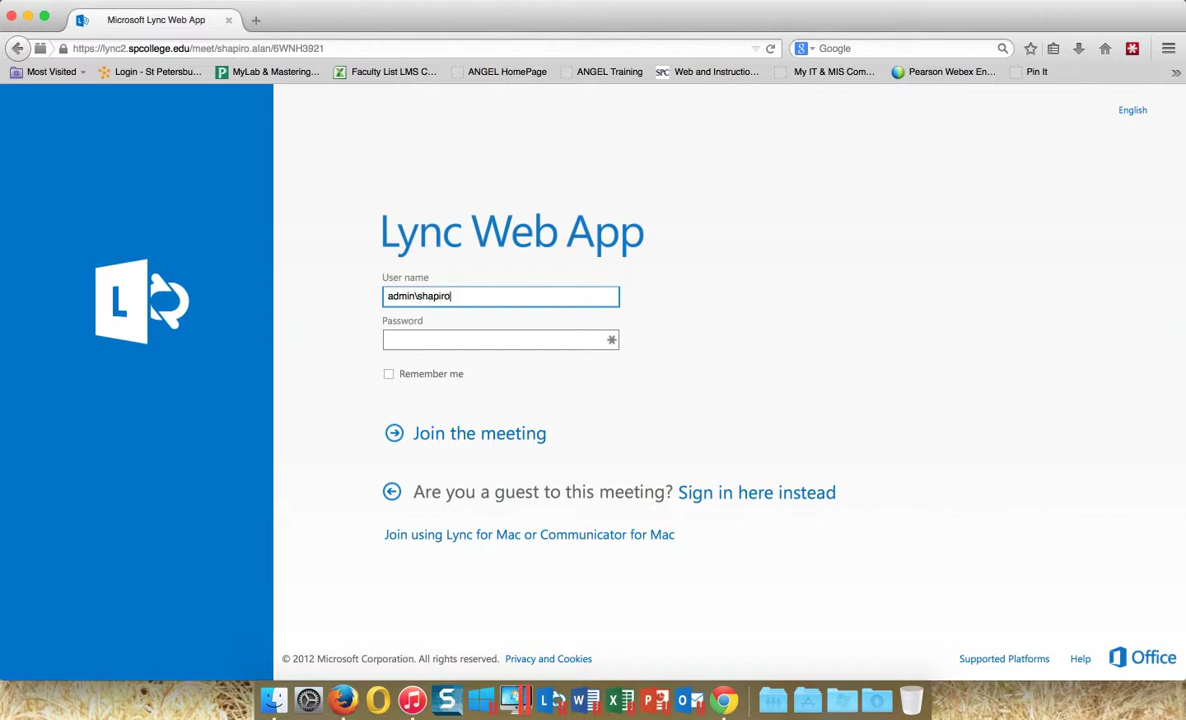 Microsoft Lync Web App
https://lync2.spcollege.edu/meet/shapiro.alan/6WNH3921
Google
Most Visited
Login - St Petersbu...
MyLab & Mastering...
Faculty List LMS C...
ANGEL HomePage
ANGEL Training
SPC
Web and Instructio...
My IT & MIS Com...
Pearson Webex En...
Pin It
English
L
Lync Web App
User name
admin\shapiro
Password
Remember me
Join the meeting
Are you a guest to this meeting? Sign in here instead
Join using Lync for Mac or Communicator for Mac
© 2012 Microsoft Corporation. All rights reserved. Privacy and Cookies
Supported Platforms
Help
Office